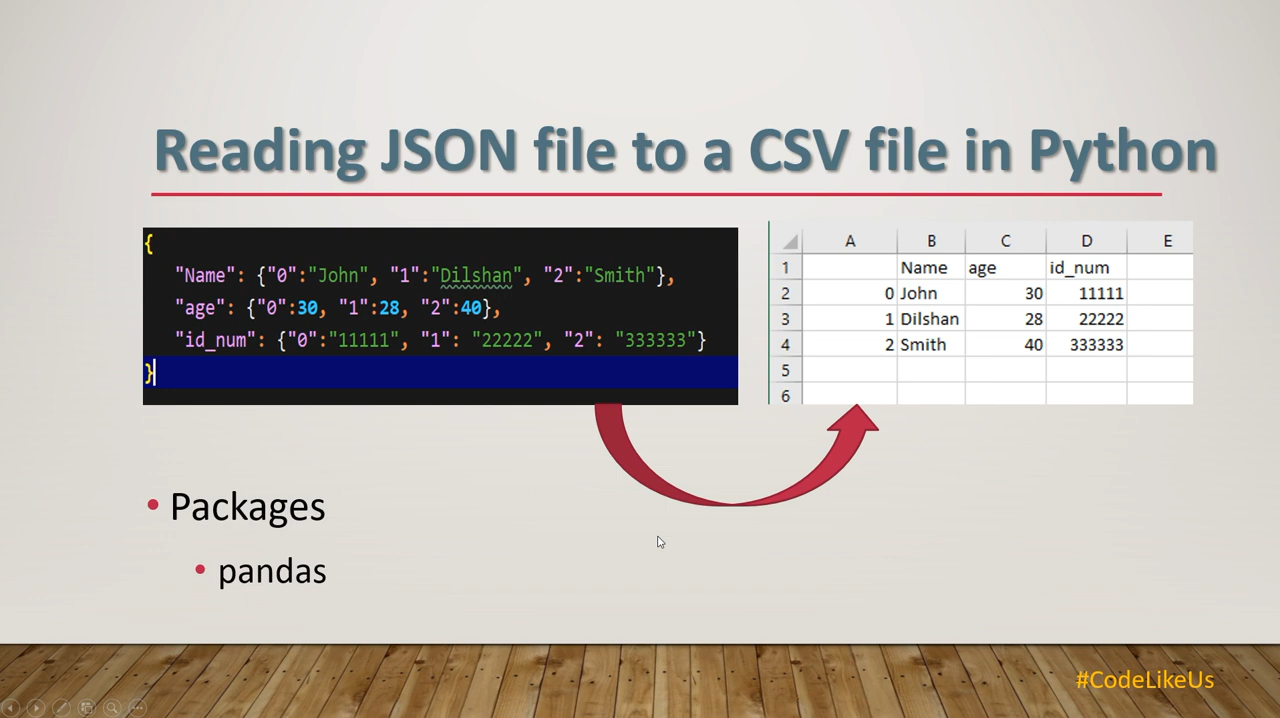 Reading JSON file to a CSV file in Python
{
"Name": {"0":"John", "1":"Dilshan", "2":"Smith"},
"age": {"0":30, "1":28, "2":40},
"id_num": {"0":"11111", "1": "22222", "2": "333333"}
}
A B C D E
1 Name age id_num
2 0 John 30 11111
3 1 Dilshan 28 22222
4 2 Smith 40 333333
5
6
• Packages
• pandas
#CodeLikeUs